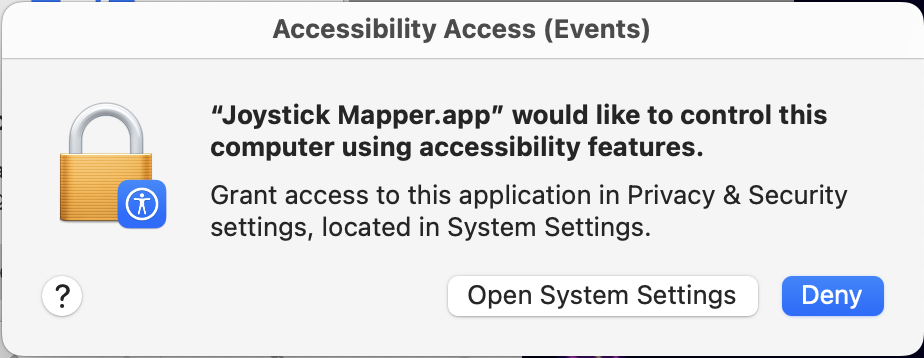 Accessibility Access (Events)
“Joystick Mapper.app” would like to control this
computer using accessibility features.
Grant access to this application in Privacy & Security
settings, located in System Settings.
?
Open System Settings
Deny